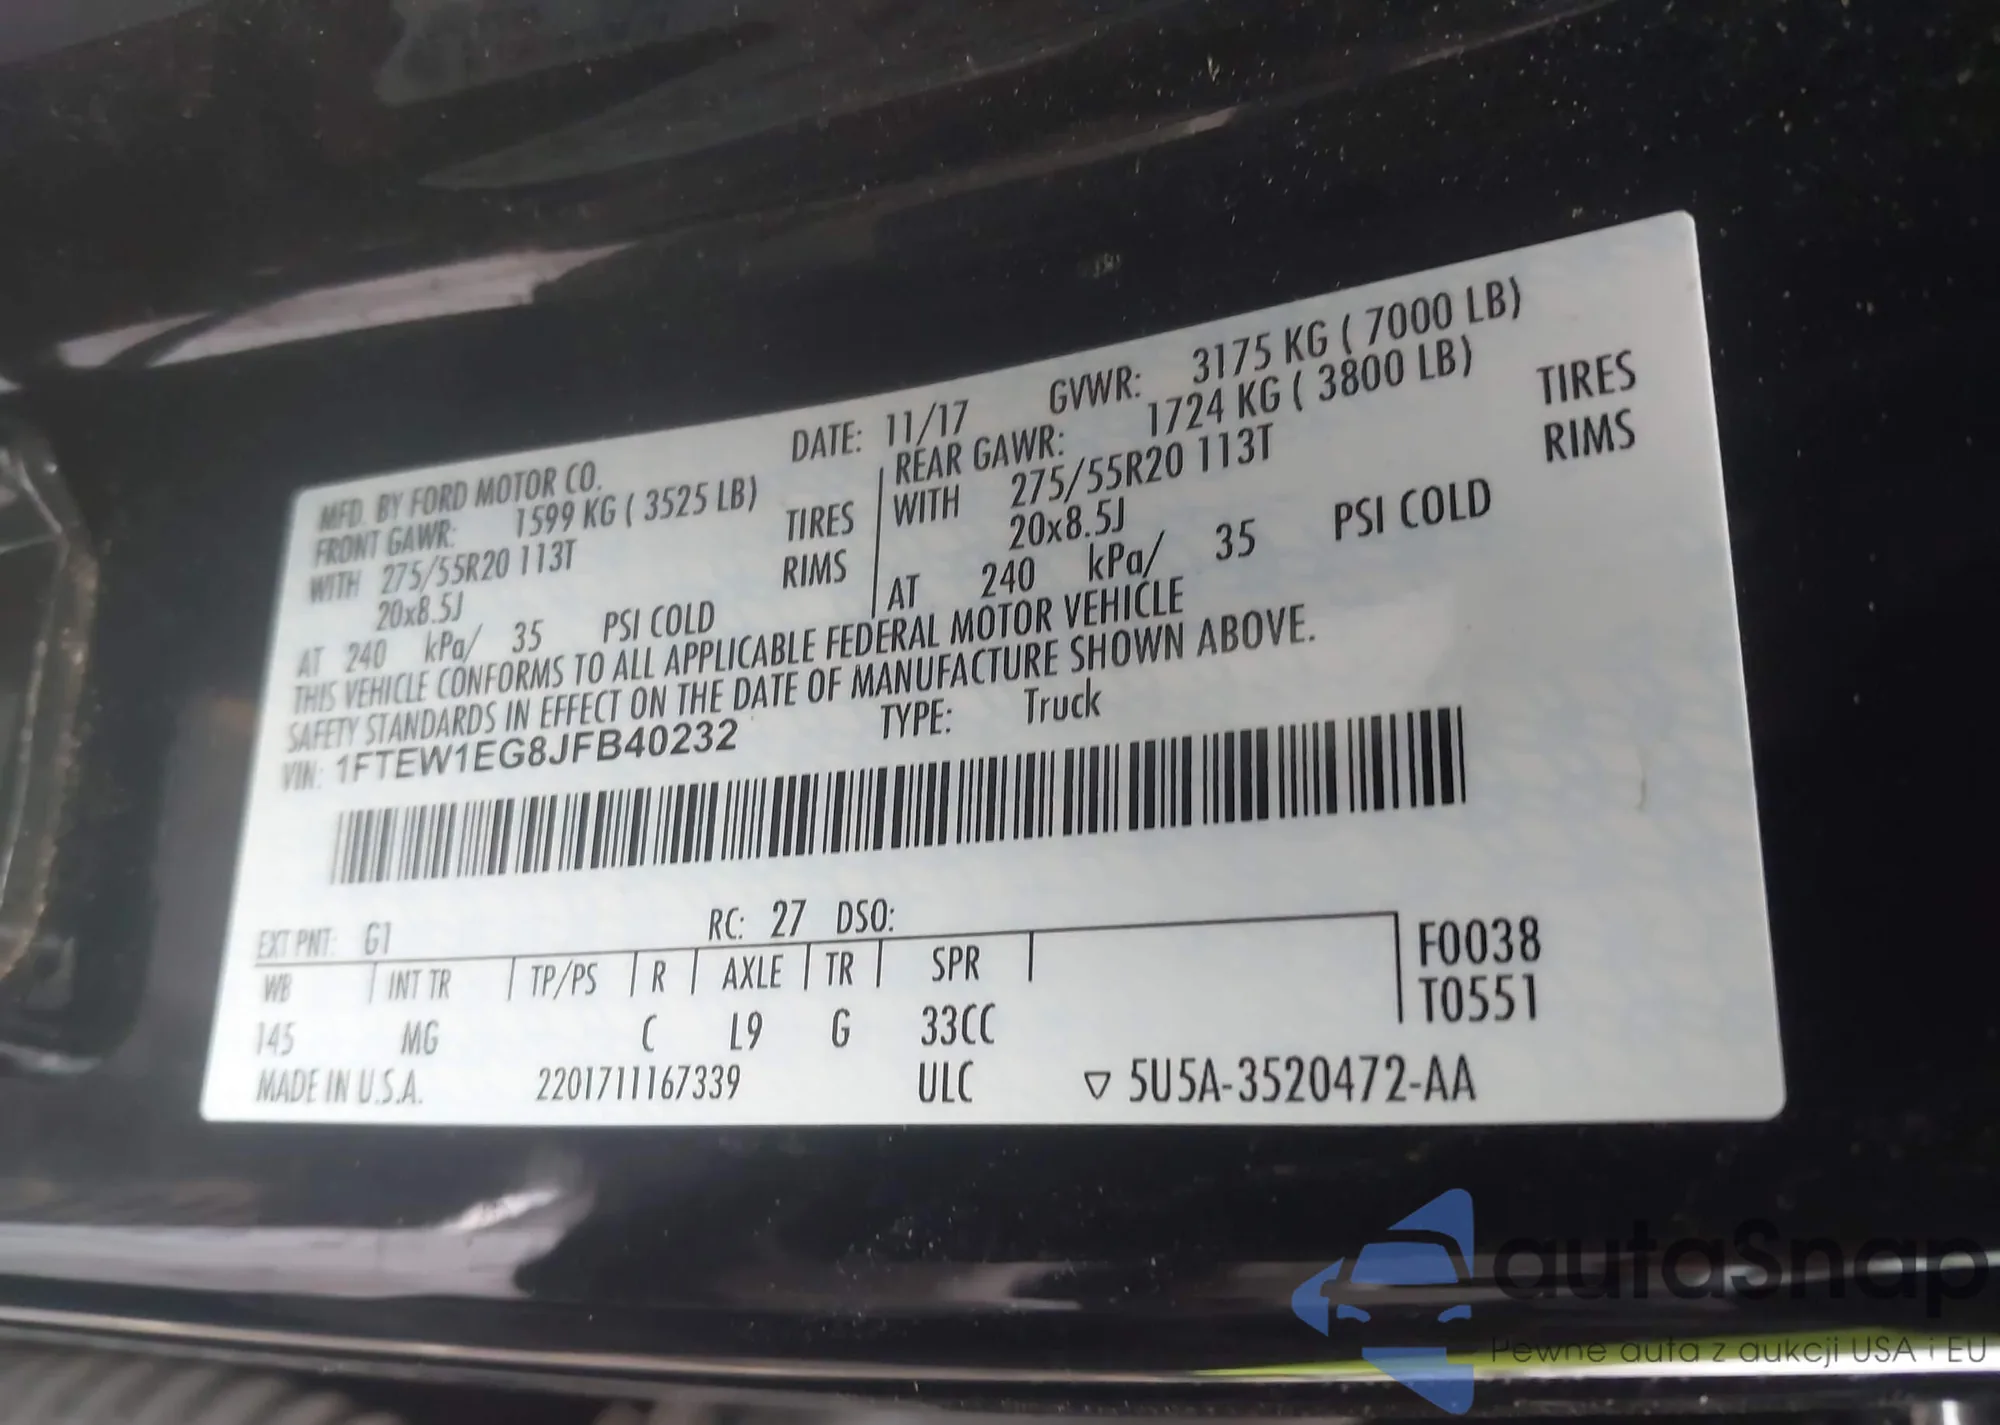 MFD. BY FORD MOTOR CO. DATE: 11/17 GVWR: 3175 KG ( 7000 LB)
FRONT GAWR: 1599 KG ( 3525 LB) REAR GAWR: 1724 KG ( 3800 LB)
WITH 275/55R20 113T TIRES WITH 275/55R20 113T TIRES
20x8.5J RIMS 20x8.5J RIMS
AT 240 kPa/ 35 PSI COLD AT 240 kPa/ 35 PSI COLD
THIS VEHICLE CONFORMS TO ALL APPLICABLE FEDERAL MOTOR VEHICLE
SAFETY STANDARDS IN EFFECT ON THE DATE OF MANUFACTURE SHOWN ABOVE.
VIN: 1FTEW1EG8JFB40232 TYPE: Truck
EXT PNT: G1 RC: 27 DSO:
WB INT TR TP/PS R AXLE TR SPR F0038
145 MG C L9 G 33CC T0551
MADE IN U.S.A. 2201711167339 ULC ▽ 5U5A-3520472-AA
autaSnap
Pewne auta z aukcji USA i EU